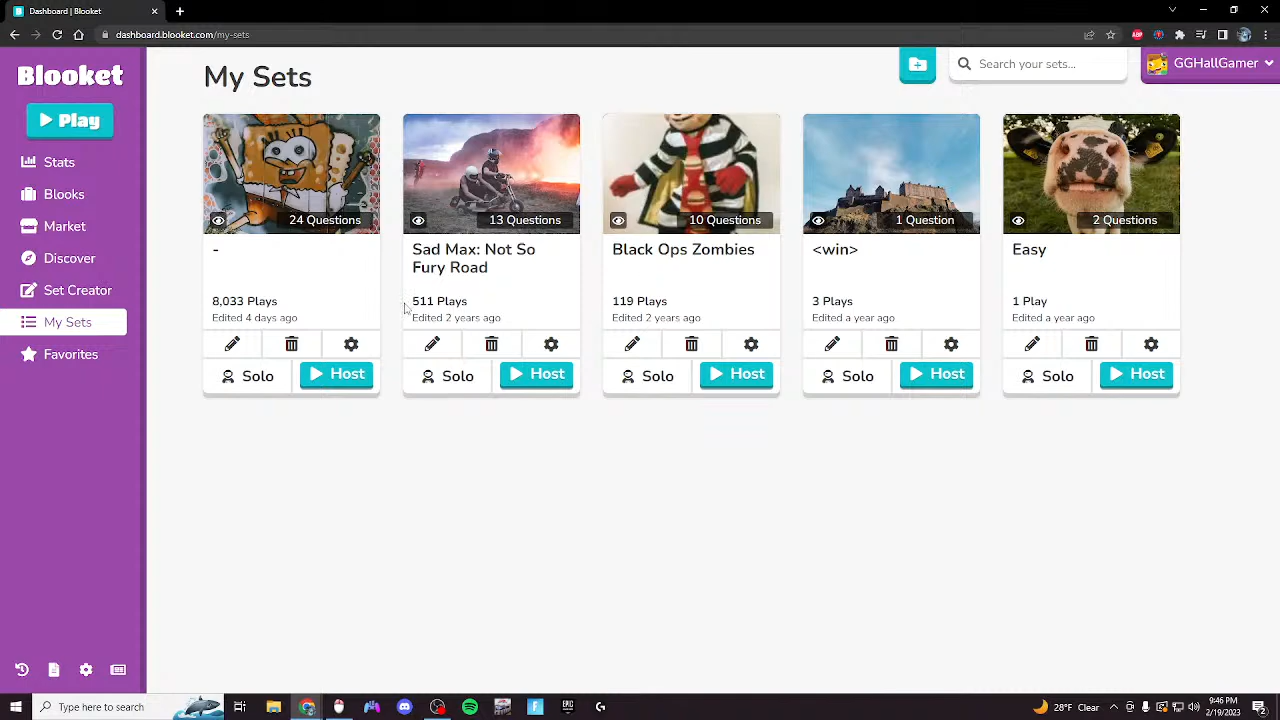 Dashboard | Blooket
dashboard.blooket.com/my-sets
Blooket
Play
Stats
Blooks
Market
Discover
Set Creator
My Sets
Favorites
My Sets
Search your sets...
GGHallGamer
24 Questions
-
8,033 Plays
Edited 4 days ago
Solo
Host
13 Questions
Sad Max: Not So
Fury Road
511 Plays
Edited 2 years ago
Solo
Host
10 Questions
Black Ops Zombies
119 Plays
Edited 2 years ago
Solo
Host
1 Question
<win>
3 Plays
Edited a year ago
Solo
Host
2 Questions
Easy
1 Play
Edited a year ago
Solo
Host
Type here to search
28°F Clear
9:46 PM
2/19/2023